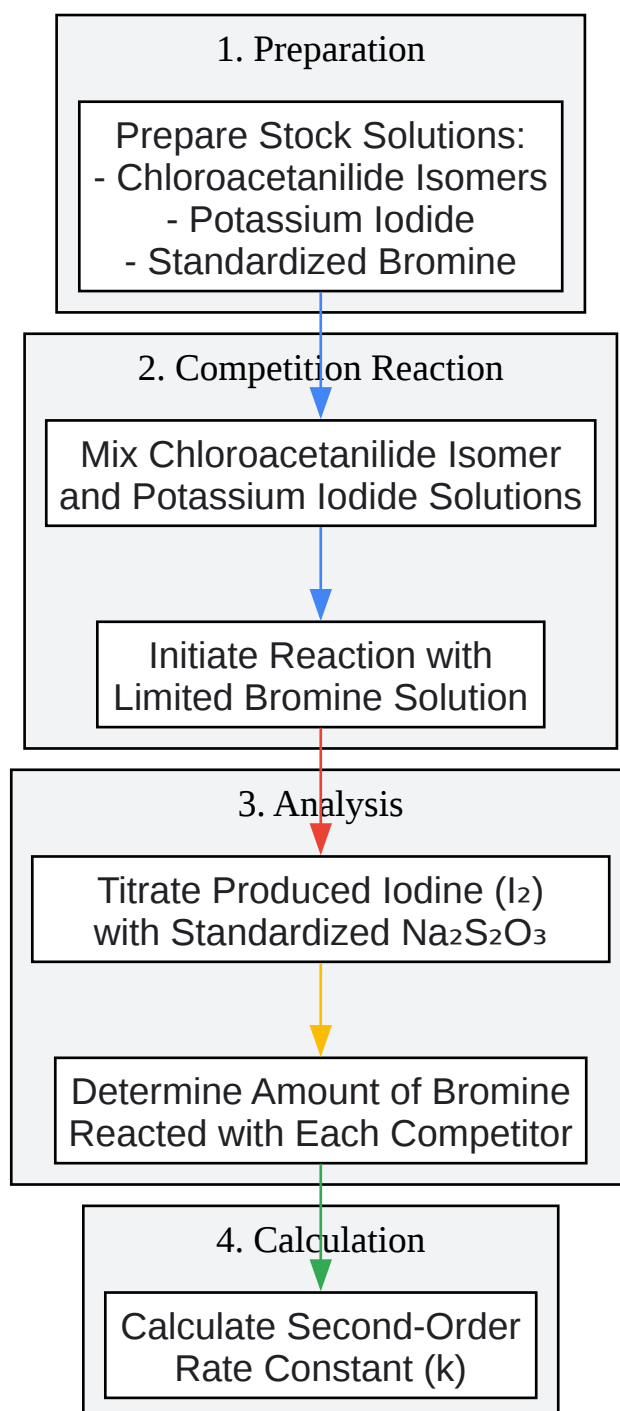 1. Preparation
Prepare Stock Solutions:
- Chloroacetanilide Isomers
- Potassium Iodide
- Standardized Bromine
2. Competition Reaction
Mix Chloroacetanilide Isomer
and Potassium Iodide Solutions
Initiate Reaction with
Limited Bromine Solution
3. Analysis
Titrate Produced Iodine (I₂)
with Standardized Na₂S₂O₃
Determine Amount of Bromine
Reacted with Each Competitor
4. Calculation
Calculate Second-Order
Rate Constant (k)